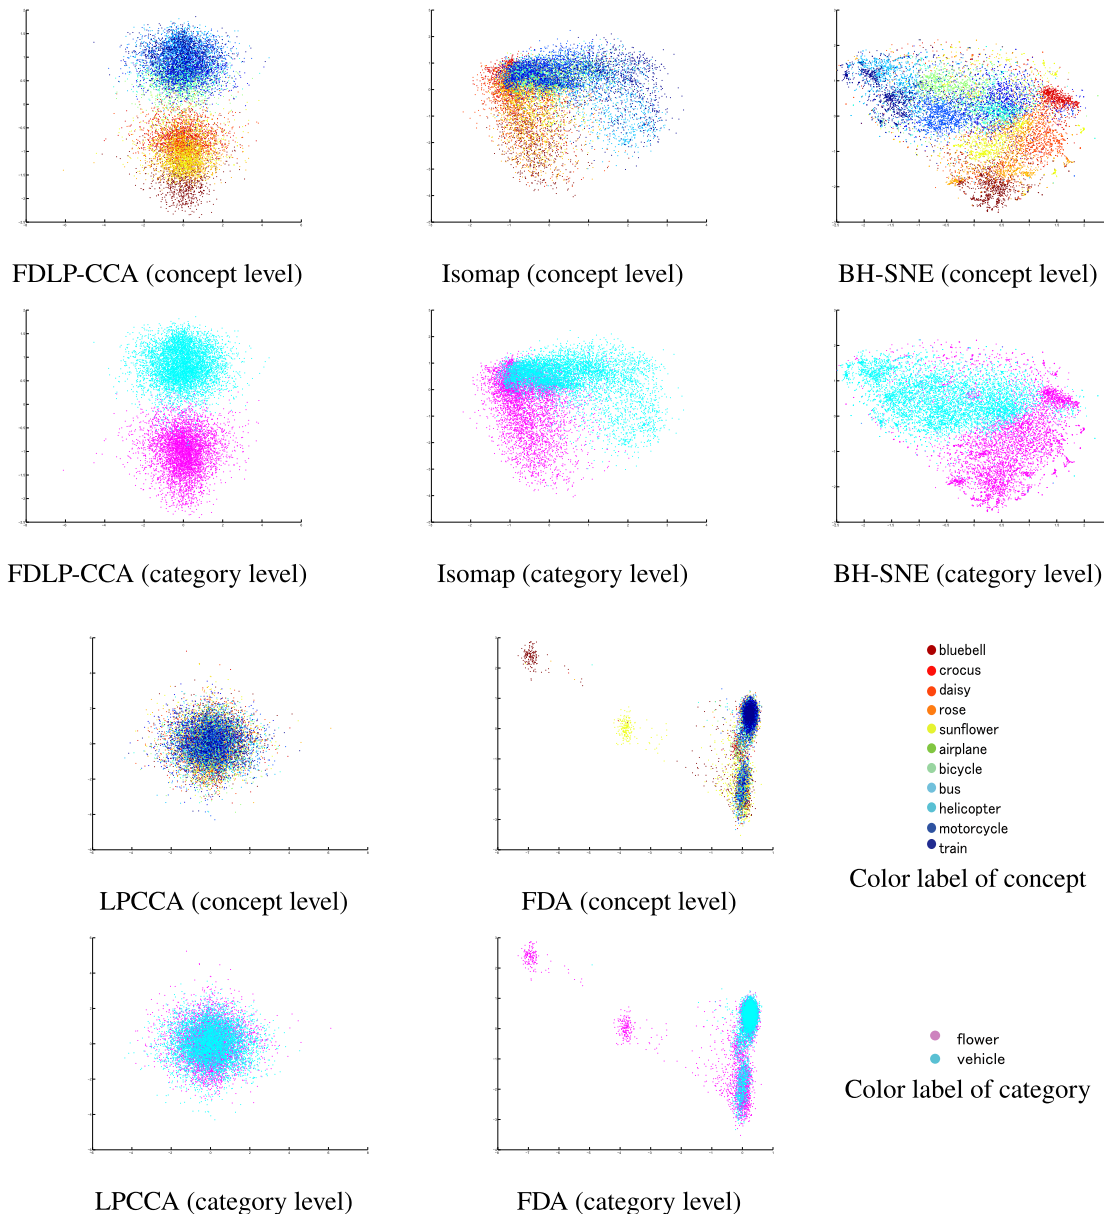 FDLP-CCA (concept level)
Isomap (concept level)
BH-SNE (concept level)
FDLP-CCA (category level)
Isomap (category level)
BH-SNE (category level)
bluebell
crocus
daisy
rose
sunflower
airplane
bicycle
bus
helicopter
motorcycle
train
Color label of concept
LPCCA (concept level)
FDA (concept level)
flower
vehicle
Color label of category
LPCCA (category level)
FDA (category level)